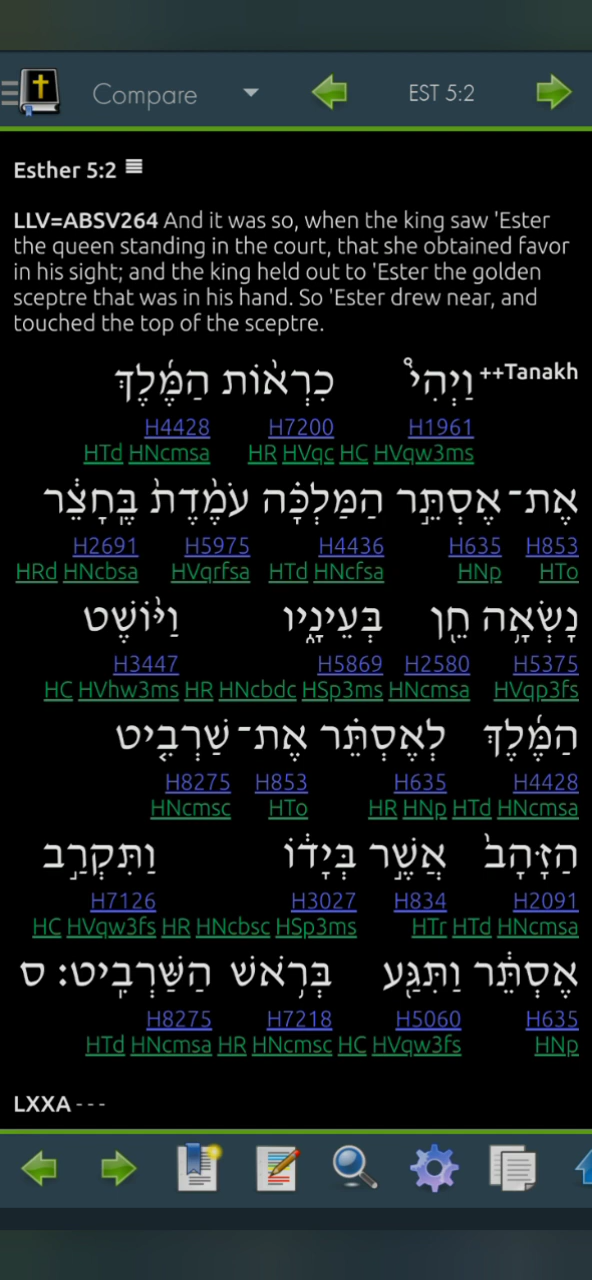 Compare EST 5:2
Esther 5:2
LLV=ABSV264 And it was so, when the king saw 'Ester
the queen standing in the court, that she obtained favor
in his sight; and the king held out to 'Ester the golden
sceptre that was in his hand. So 'Ester drew near, and
touched the top of the sceptre.
++Tanakh וַיְהִי֩ כִרְא֨וֹת הַמֶּ֜לֶךְ
H4428 H7200 H1961
HTd HNcmsa HR HVqc HC HVqw3ms
אֶת־אֶסְתֵּ֣ר הַמַּלְכָּ֗ה עֹמֶ֙דֶת֙ בֶּֽחָצֵ֔ר
H2691 H5975 H4436 H635 H853
HRd HNcbsa HVqrfsa HTd HNcfsa HNp HTo
נָשְׂאָ֥ה חֵ֖ן בְּעֵינָ֑יו וַיּ֨וֹשֶׁט
H3447 H5869 H2580 H5375
HC HVhw3ms HR HNcbdc HSp3ms HNcmsa HVqp3fs
הַמֶּ֜לֶךְ לְאֶסְתֵּ֗ר אֶת־שַׁרְבִ֤יט
H8275 H853 H635 H4428
HNcmsc HTo HR HNp HTd HNcmsa
הַזָּהָב֙ אֲשֶׁ֣ר בְּיָד֔וֹ וַתִּקְרַ֣ב
H7126 H3027 H834 H2091
HC HVqw3fs HR HNcbsc HSp3ms HTr HTd HNcmsa
אֶסְתֵּ֔ר וַתִּגַּ֖ע בְּרֹ֥אשׁ הַשַּׁרְבִֽיט׃ ס
H8275 H7218 H5060 H635
HTd HNcmsa HR HNcmsc HC HVqw3fs HNp
LXXA - - -